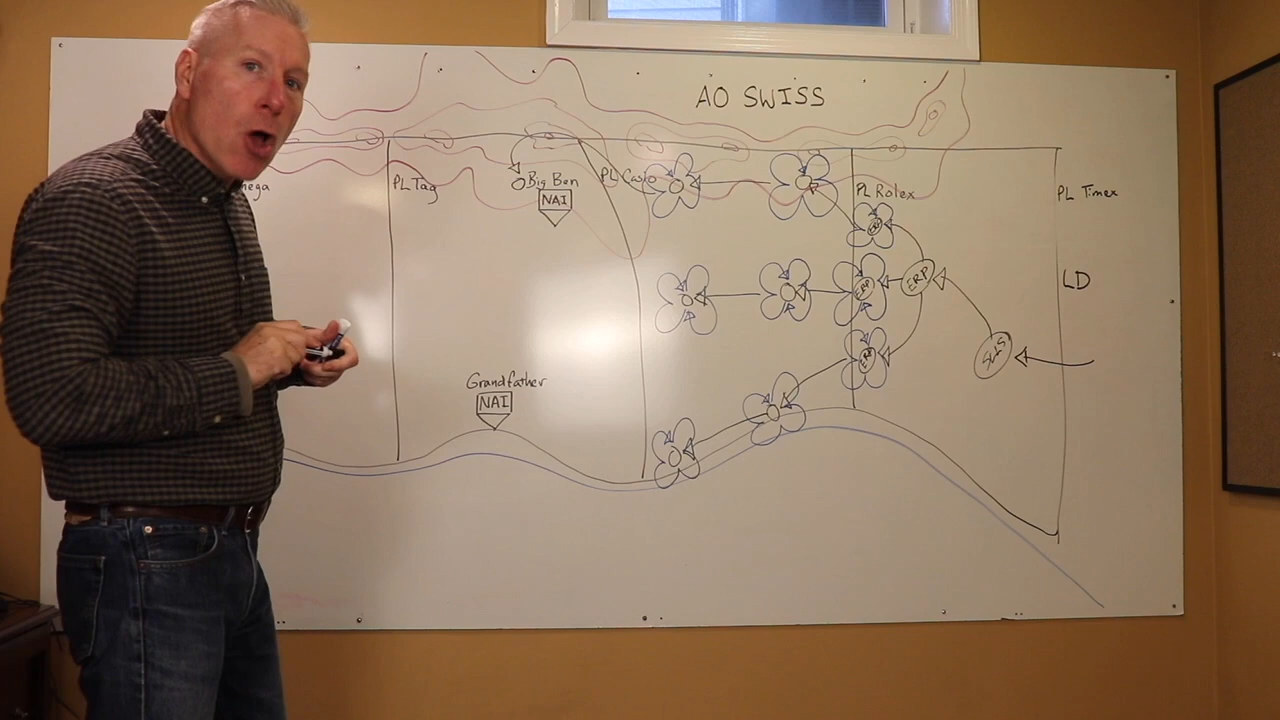 AO SWISS
mega
PL Tag
Big Ben
NAI
PL Casio
PL Rolex
PL Timex
ERP
ERP
ERP
ERP
LD
Grandfather
NAI